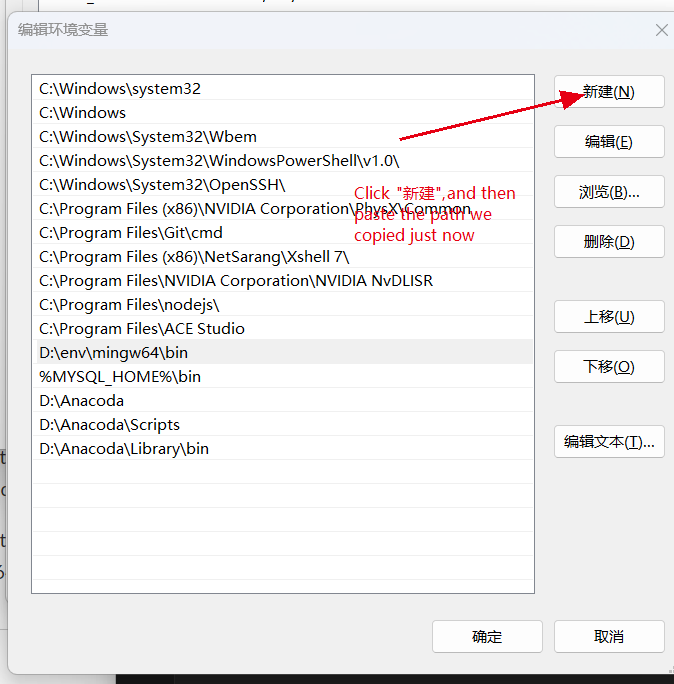 编辑环境变量
C:\Windows\system32
C:\Windows
C:\Windows\System32\Wbem
C:\Windows\System32\WindowsPowerShell\v1.0\
C:\Windows\System32\OpenSSH\
C:\Program Files (x86)\NVIDIA Corporation\PhysX\Common
C:\Program Files\Git\cmd
C:\Program Files (x86)\NetSarang\Xshell 7\
C:\Program Files\NVIDIA Corporation\NVIDIA NvDLISR
C:\Program Files\nodejs\
C:\Program Files\ACE Studio
D:\env\mingw64\bin
%MYSQL_HOME%\bin
D:\Anacoda
D:\Anacoda\Scripts
D:\Anacoda\Library\bin
Click "新建",and then
paste the path we
copied just now
新建(N)
编辑(E)
浏览(B)...
删除(D)
上移(U)
下移(O)
编辑文本(T)...
确定
取消